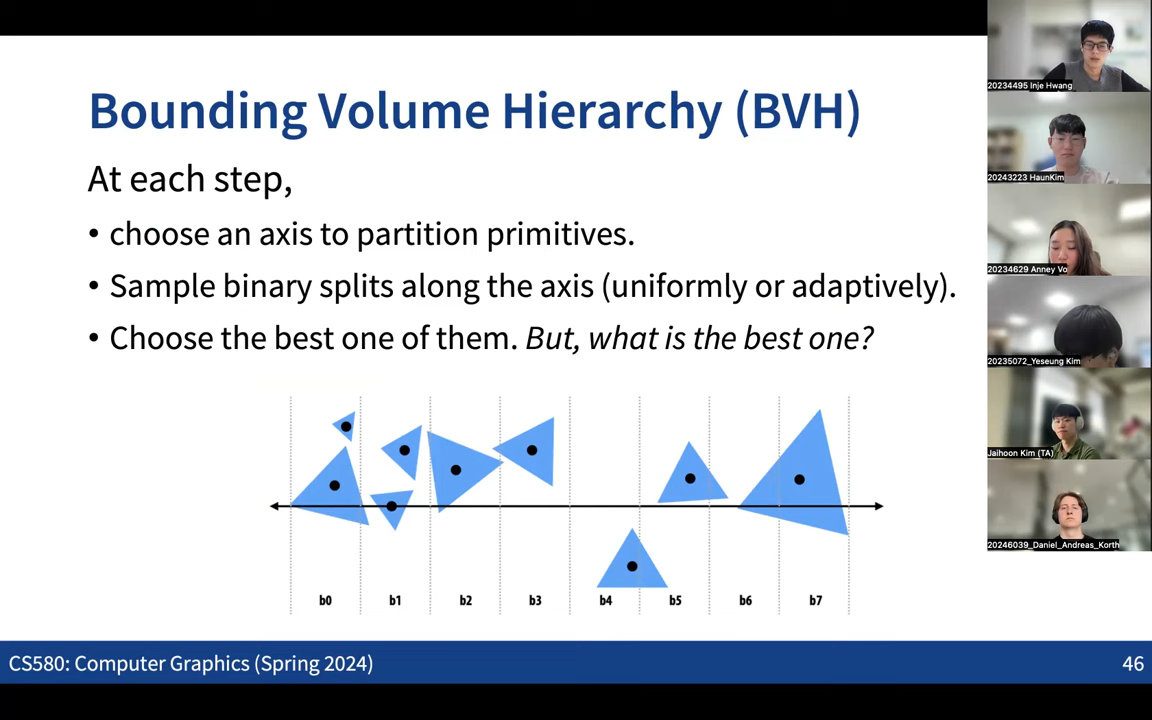 Bounding Volume Hierarchy (BVH)
At each step,
• choose an axis to partition primitives.
• Sample binary splits along the axis (uniformly or adaptively).
• Choose the best one of them. But, what is the best one?
b0 b1 b2 b3 b4 b5 b6 b7
CS580: Computer Graphics (Spring 2024)
46
20234495 Inje Hwang
20243223 HaunKim
20234629 Anney Vo
20235072_Yeseung Kim
Jaihoon Kim (TA)
20246039_Daniel_Andreas_Korth